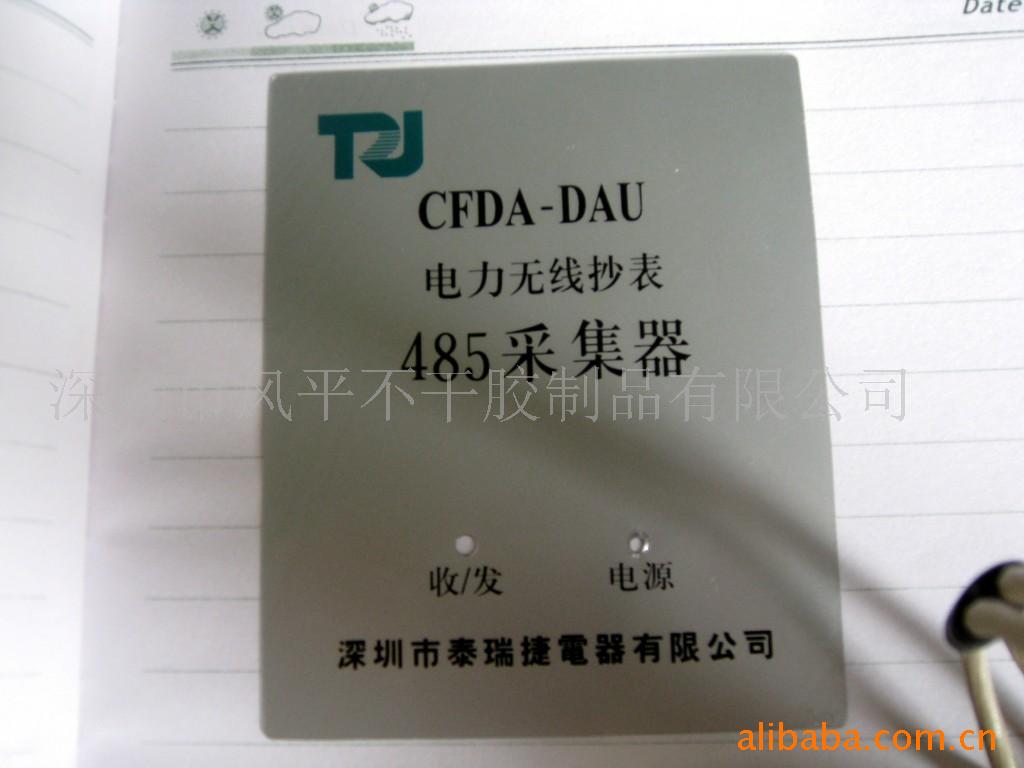 Date
TRJ
CFDA-DAU
电力无线抄表
485采集器
深圳市风平不干胶制品有限公司
收/发
电源
深圳市泰瑞捷電器有限公司
alibaba.com.cn